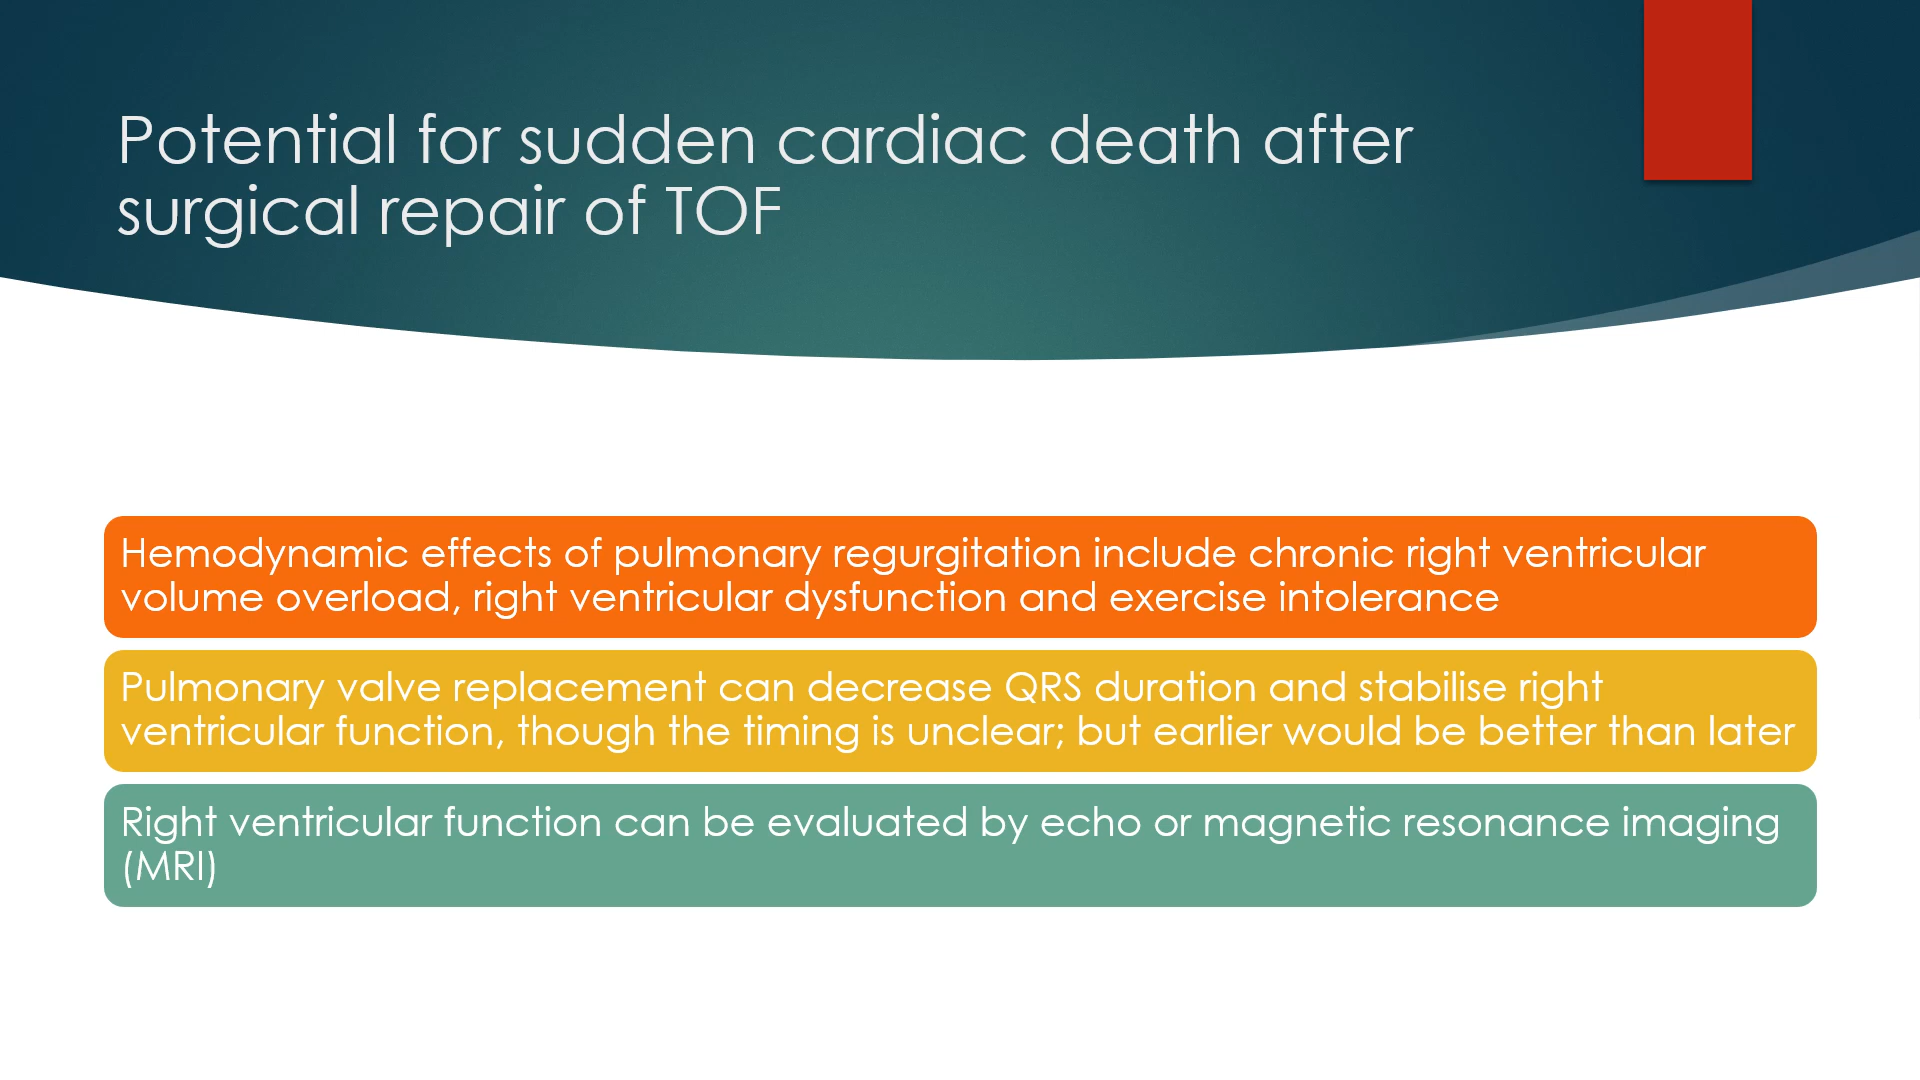 Potential for sudden cardiac death after
surgical repair of TOF
Hemodynamic effects of pulmonary regurgitation include chronic right ventricular
volume overload, right ventricular dysfunction and exercise intolerance
Pulmonary valve replacement can decrease QRS duration and stabilise right
ventricular function, though the timing is unclear; but earlier would be better than later
Right ventricular function can be evaluated by echo or magnetic resonance imaging
(MRI)